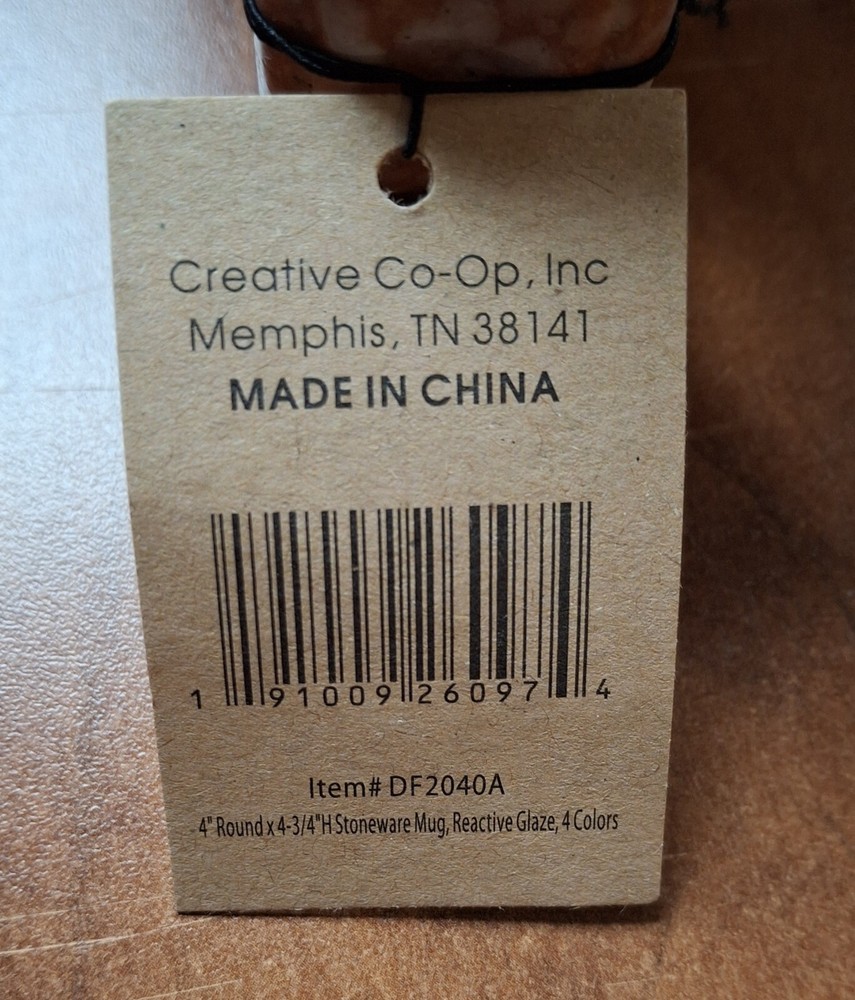 Creative Co-Op, Inc
Memphis, TN 38141
MADE IN CHINA
1 91009 26097 4
Item# DF2040A
4" Round x 4-3/4"H Stoneware Mug, Reactive Glaze, 4 Colors